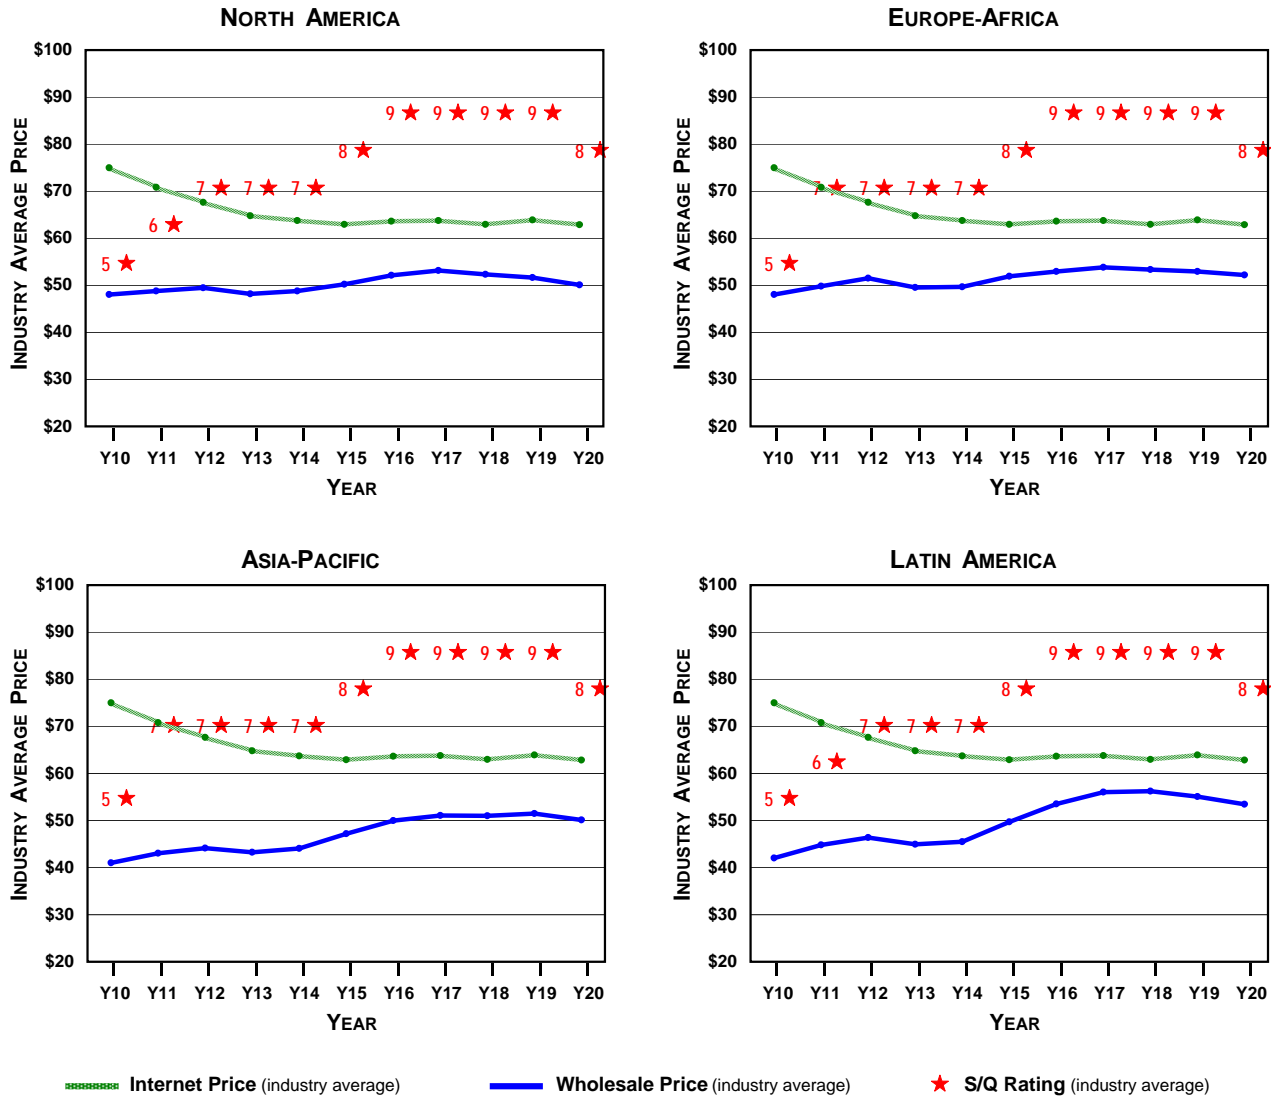 NORTH AMERICA
INDUSTRY AVERAGE PRICE
$100
$90
$80
$70
$60
$50
$40
$30
$20
5 6 7 7 7 8 9 9 9 9 8
Y10 Y11 Y12 Y13 Y14 Y15 Y16 Y17 Y18 Y19 Y20
YEAR
EUROPE-AFRICA
INDUSTRY AVERAGE PRICE
$100
$90
$80
$70
$60
$50
$40
$30
$20
5 7 7 7 7 8 9 9 9 9 8
Y10 Y11 Y12 Y13 Y14 Y15 Y16 Y17 Y18 Y19 Y20
YEAR
ASIA-PACIFIC
INDUSTRY AVERAGE PRICE
$100
$90
$80
$70
$60
$50
$40
$30
$20
5 7 7 7 7 8 9 9 9 9 8
Y10 Y11 Y12 Y13 Y14 Y15 Y16 Y17 Y18 Y19 Y20
YEAR
LATIN AMERICA
INDUSTRY AVERAGE PRICE
$100
$90
$80
$70
$60
$50
$40
$30
$20
5 6 7 7 7 8 9 9 9 9 8
Y10 Y11 Y12 Y13 Y14 Y15 Y16 Y17 Y18 Y19 Y20
YEAR
Internet Price (industry average) Wholesale Price (industry average) S/Q Rating (industry average)